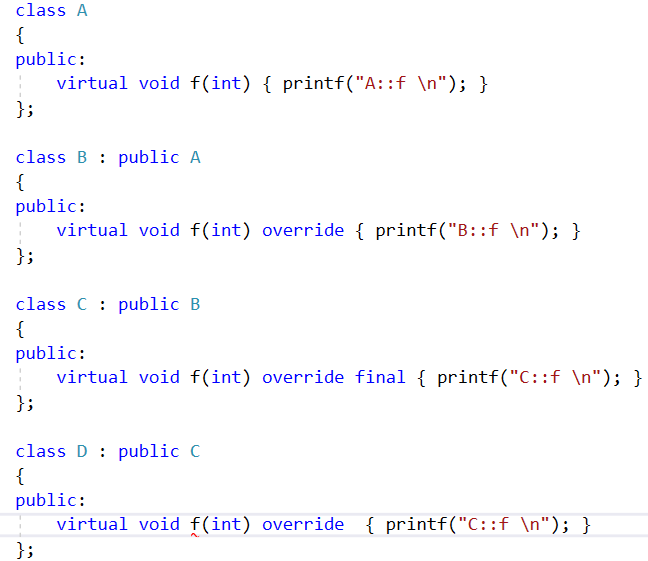 class A
{
public:
    virtual void f(int) { printf("A::f \n"); }
};

class B : public A
{
public:
    virtual void f(int) override { printf("B::f \n"); }
};

class C : public B
{
public:
    virtual void f(int) override final { printf("C::f \n"); }
};

class D : public C
{
public:
    virtual void f(int) override  { printf("C::f \n"); }
};